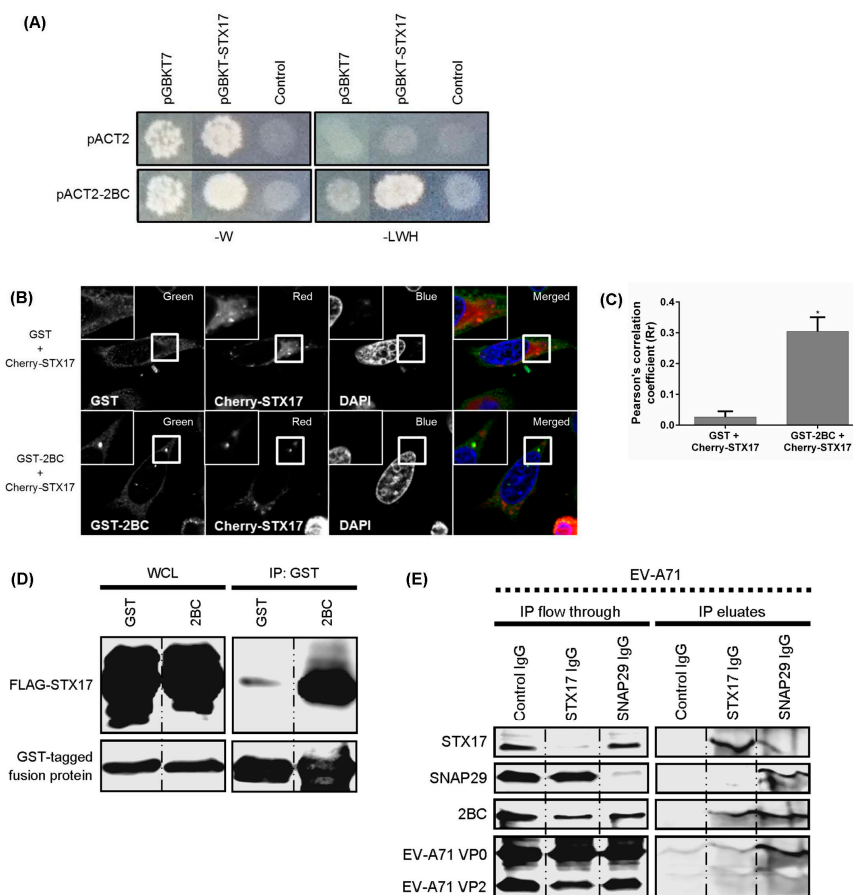 (A)
pGBKT7
pGBKT-STX17
Control
pGBKT7
pGBKT-STX17
Control
pACT2
pACT2-2BC
-W
-LWH
(B)
Green
Red
Blue
Merged
GST
+
Cherry-STX17
GST
Cherry-STX17
DAPI
Green
Red
Blue
Merged
GST-2BC
+
Cherry-STX17
GST-2BC
Cherry-STX17
DAPI
(C)
Pearson's correlation
coefficient (Rr)
0.4
0.3
0.2
0.1
0.0
*
GST +
Cherry-STX17
GST-2BC +
Cherry-STX17
(D)
WCL
IP: GST
GST
2BC
GST
2BC
FLAG-STX17
GST-tagged
fusion protein
(E)
EV-A71
IP flow through
IP eluates
Control IgG
STX17 IgG
SNAP29 IgG
Control IgG
STX17 IgG
SNAP29 IgG
STX17
SNAP29
2BC
EV-A71 VP0
EV-A71 VP2